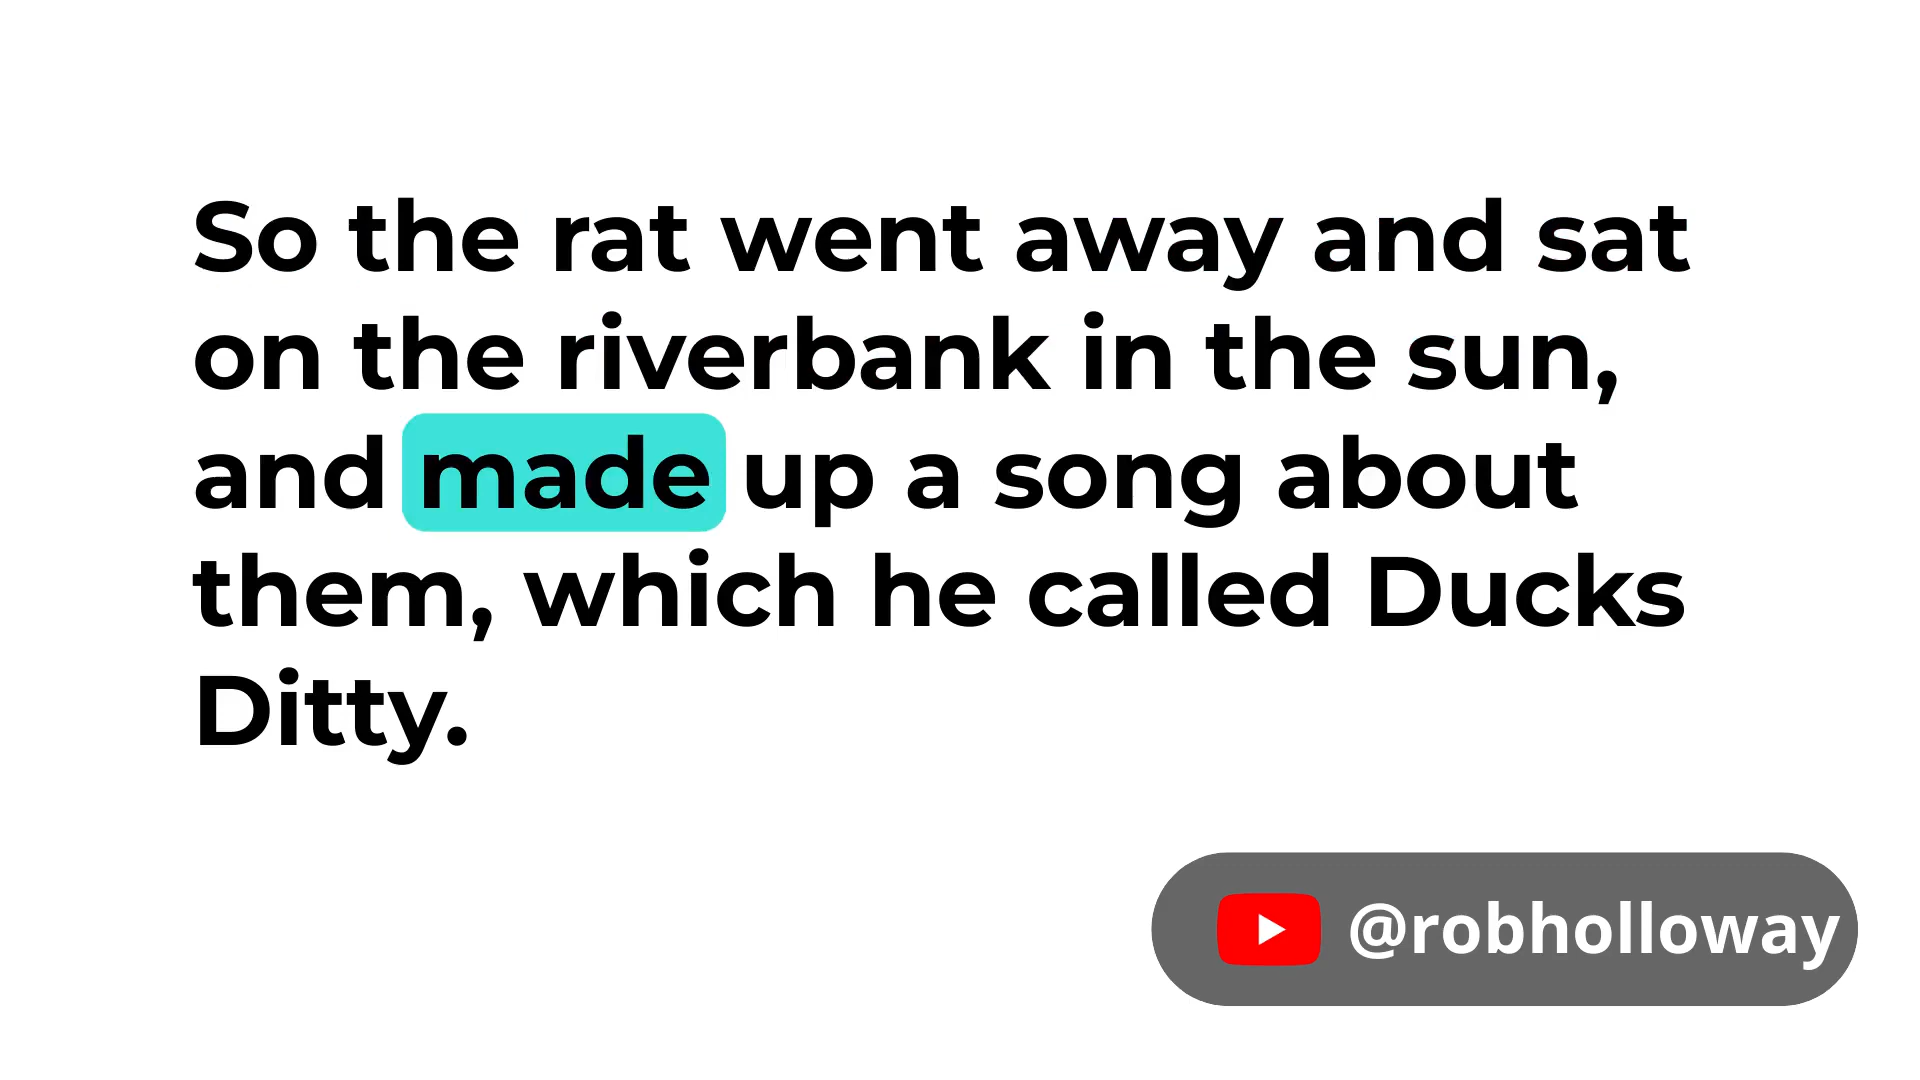 So the rat went away and sat
on the riverbank in the sun,
and made up a song about
them, which he called Ducks
Ditty.
@robholloway